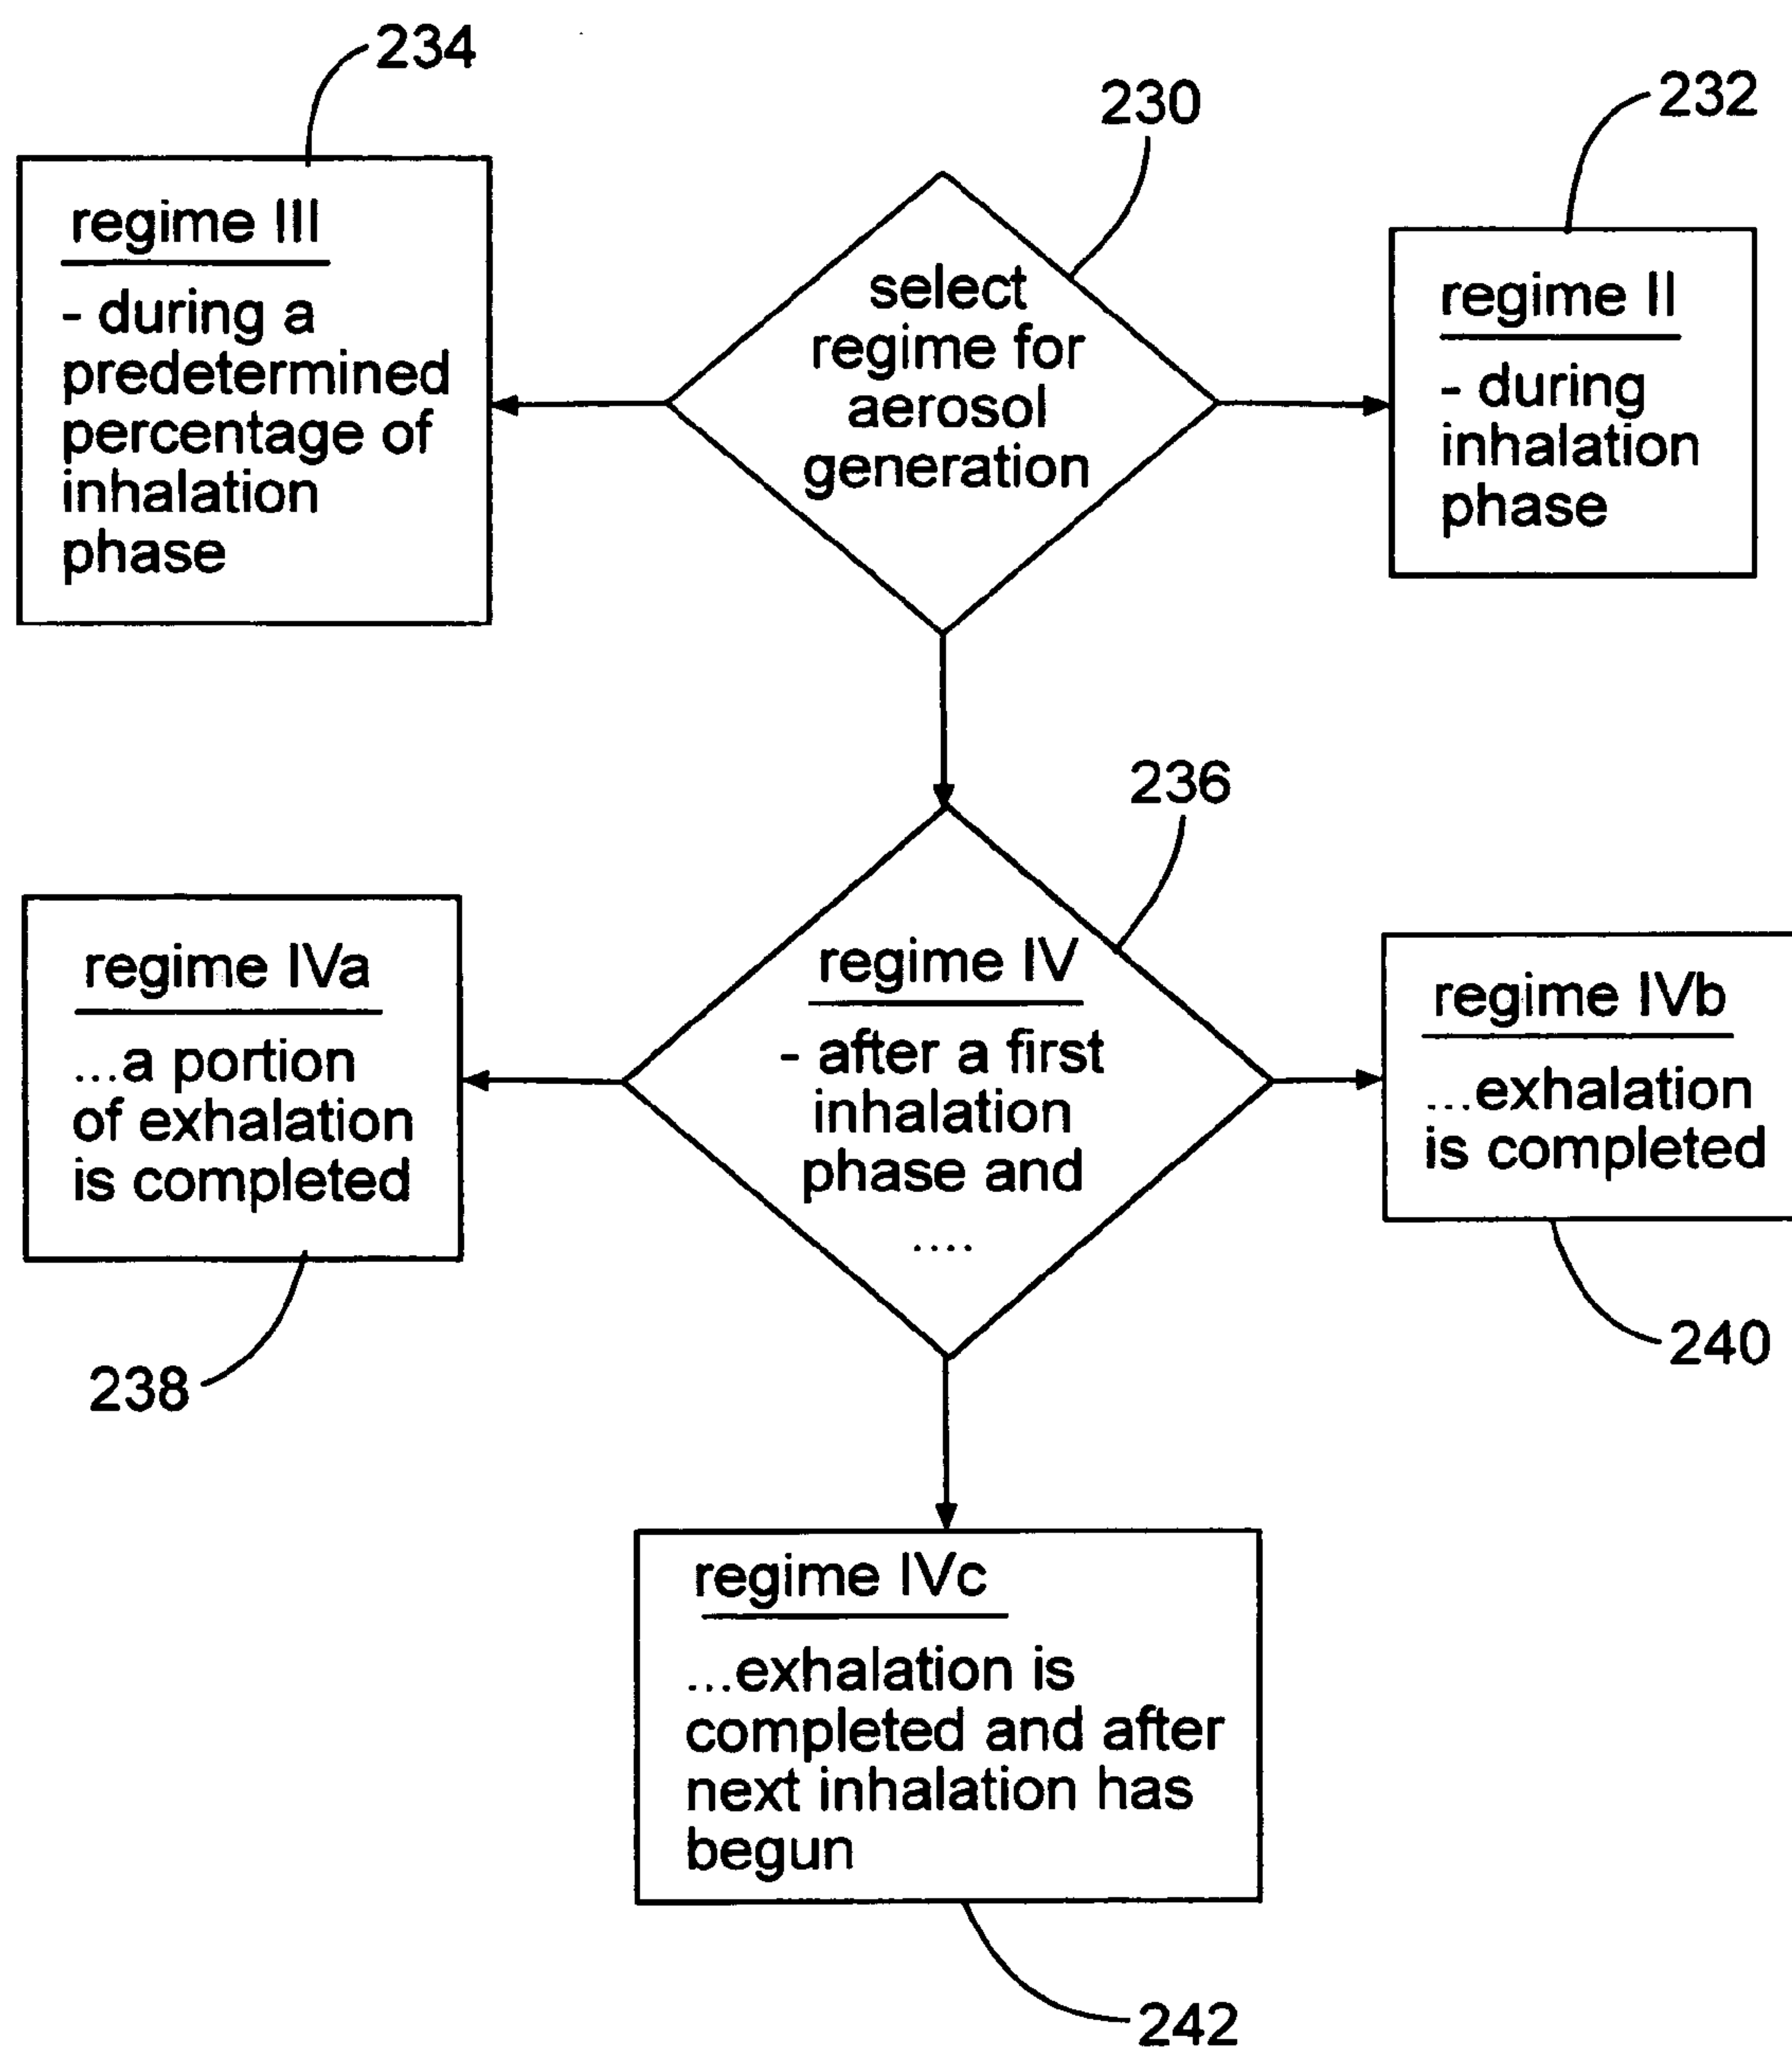 234
230
232
regime III
- during a
predetermined
percentage of
inhalation
phase
select
regime for
aerosol
generation
regime II
- during
inhalation
phase
236
regime IVa
...a portion
of exhalation
is completed
regime IV
- after a first
inhalation
phase and
....
regime IVb
...exhalation
is completed
238
240
regime IVc
...exhalation is
completed and after
next inhalation has
begun
242